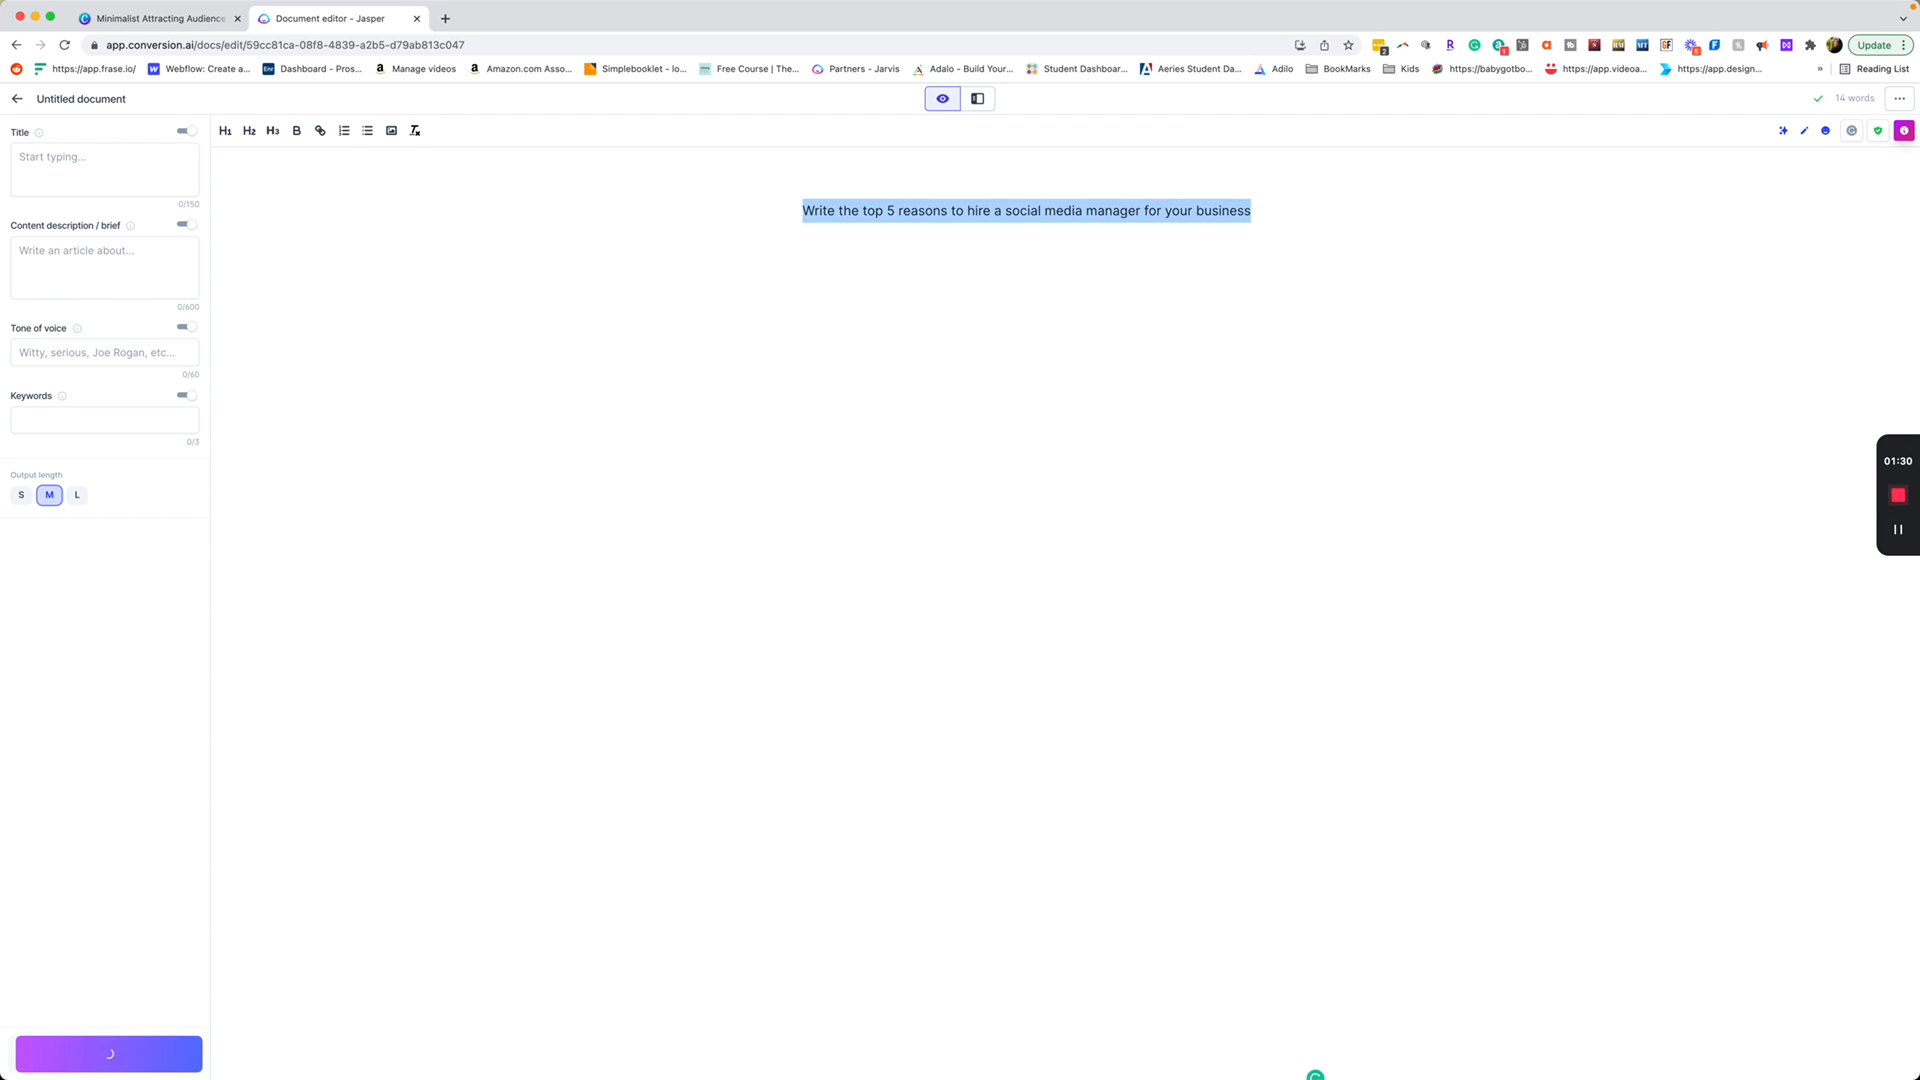 Minimalist Attracting Audience
Document editor - Jasper
app.conversion.ai/docs/edit/59cc81ca-08f8-4839-a2b5-d79ab813c047
Update
https://app.frase.io/
Webflow: Create a...
Dashboard - Pros...
Manage videos
Amazon.com Asso...
Simplebooklet - lo...
Free Course | The...
Partners - Jarvis
Adalo - Build Your...
Student Dashboar...
Aeries Student Da...
Adilo
BookMarks
Kids
https://babygotbo...
https://app.videoa...
https://app.design...
»
Reading List
Untitled document
14 words
Title
H1 H2 H3 B
Start typing...
0/150
Write the top 5 reasons to hire a social media manager for your business
Content description / brief
Write an article about...
0/600
Tone of voice
Witty, serious, Joe Rogan, etc...
0/60
Keywords
0/3
Output length
S M L
01:30